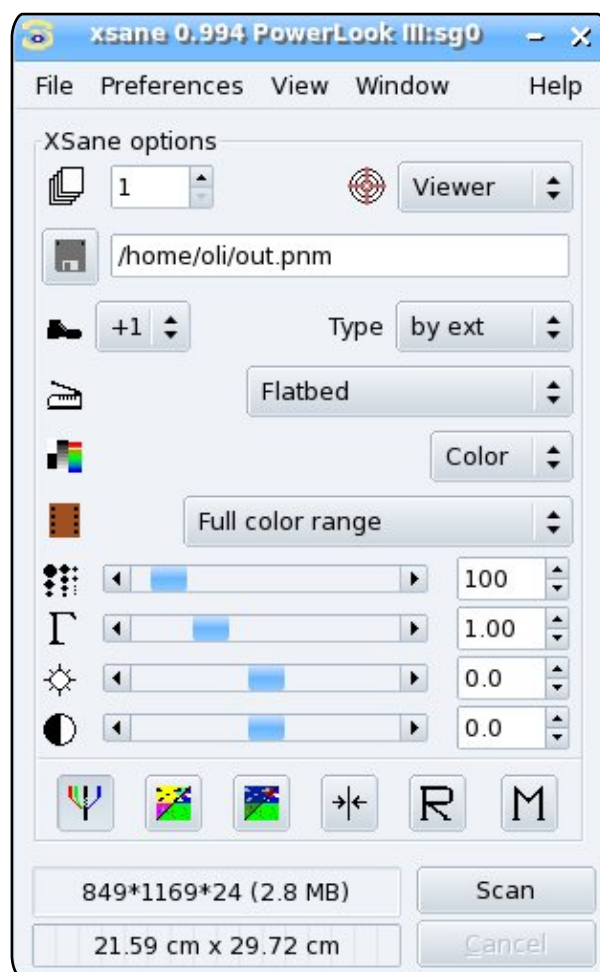 xsane 0.994 PowerLook III:sg0
File Preferences View Window Help
XSane options
1 Viewer
/home/oli/out.pnm
+1 Type by ext
Flatbed
Color
Full color range
100
Γ 1.00
0.0
0.0
R M
849*1169*24 (2.8 MB) Scan
21.59 cm x 29.72 cm Cancel